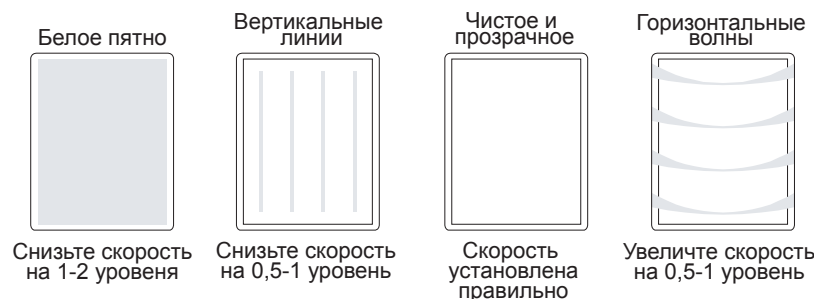 Белое пятно
Вертикальные
линии
Чистое и
прозрачное
Горизонтальные
волны
Снизьте скорость
на 1-2 уровеня
Снизьте скорость
на 0,5-1 уровень
Скорость
установлена
правильно
Увеличте скорость
на 0,5-1 уровень